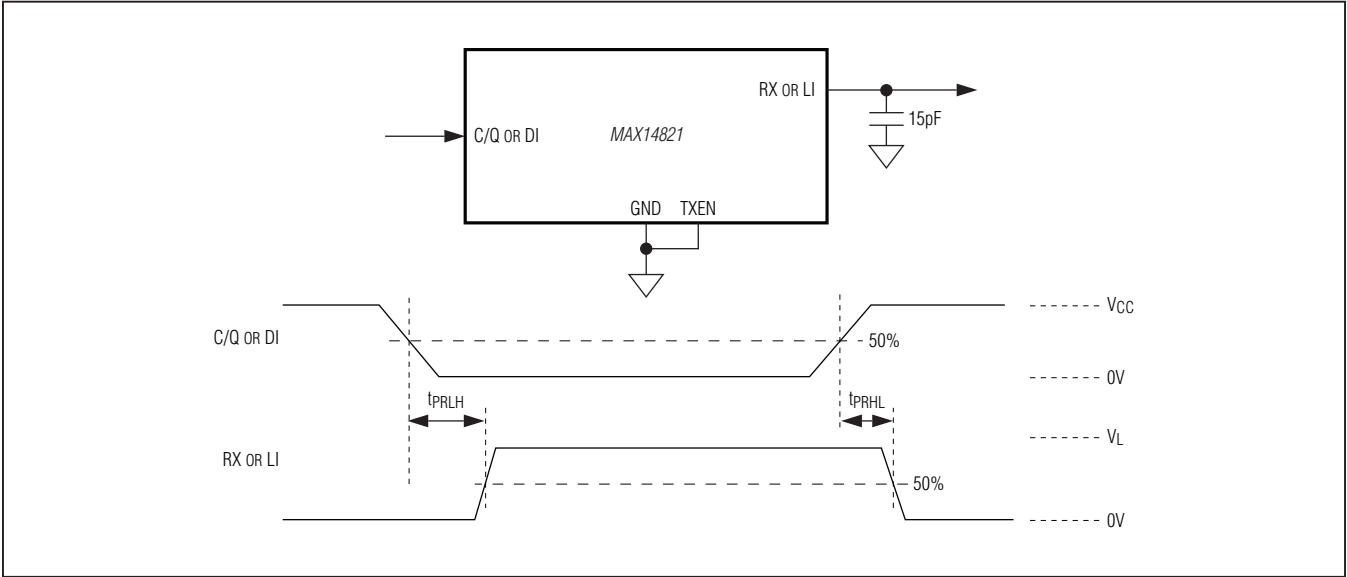 RX OR LI
15pF
C/Q OR DI
MAX14821
GND TXEN
VCC
C/Q OR DI
50%
0V
tPRLH
tPRHL
VL
RX OR LI
50%
0V